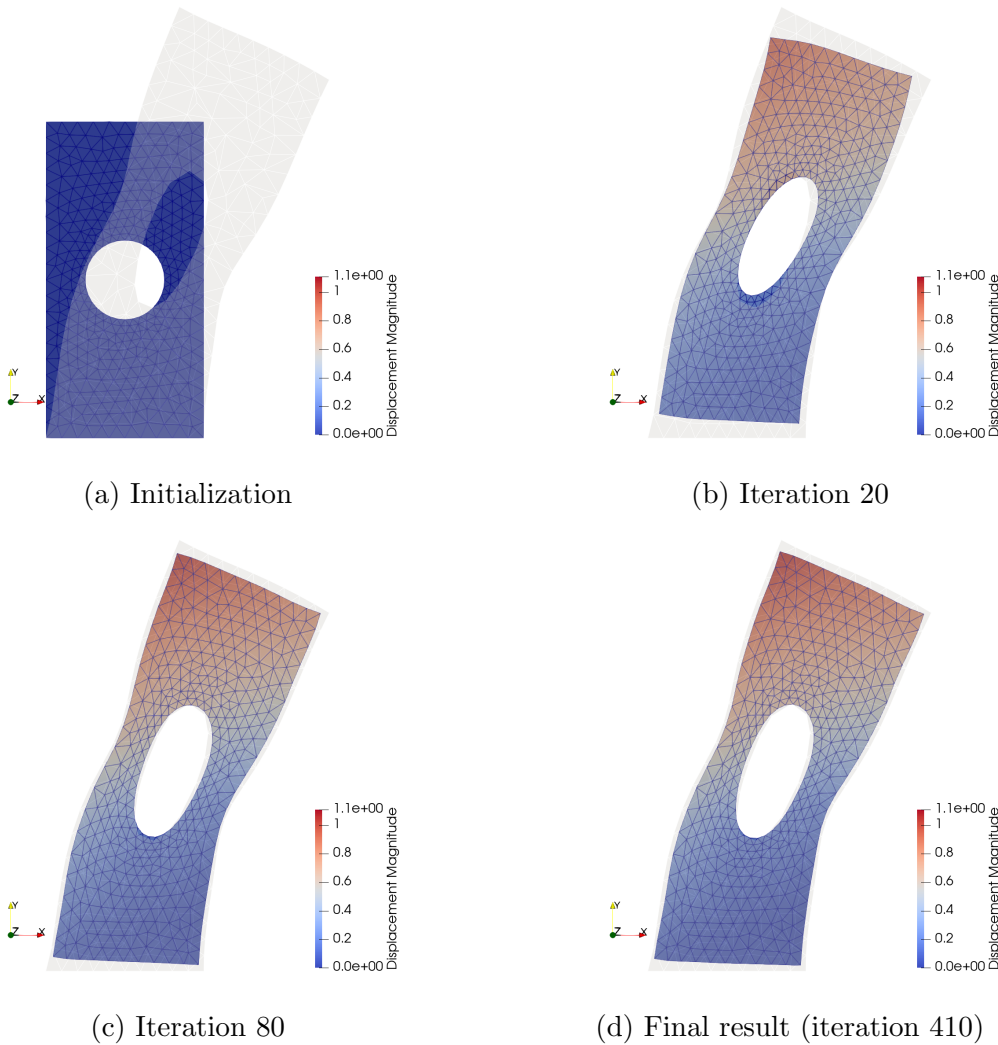 1.1e+00
1
0.8
0.6
0.4
0.2
0.0e+00
Displacement Magnitude
Y
Z X
(a) Initialization
1.1e+00
1
0.8
0.6
0.4
0.2
0.0e+00
Displacement Magnitude
Y
Z X
(b) Iteration 20
1.1e+00
1
0.8
0.6
0.4
0.2
0.0e+00
Displacement Magnitude
Y
Z X
(c) Iteration 80
1.1e+00
1
0.8
0.6
0.4
0.2
0.0e+00
Displacement Magnitude
Y
Z X
(d) Final result (iteration 410)